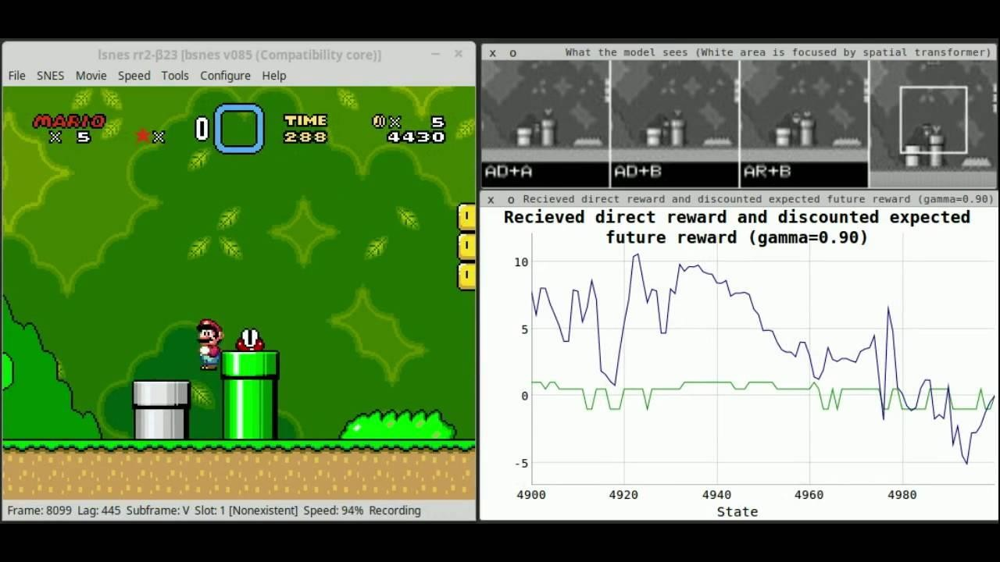 lsnes rr2-β23 [bsnes v085 (Compatibility core)]
File SNES Movie Speed Tools Configure Help
MARIO
x 5
★x
0
TIME
288
x 5
4430
Frame: 8099 Lag: 445 Subframe: V Slot: 1 [Nonexistent] Speed: 94% Recording
x o What the model sees (White area is focused by spatial transformer)
AD+A
AD+B
AR+B
x o Recieved direct reward and discounted expected future reward (gamma=0.90)
Recieved direct reward and discounted expected
future reward (gamma=0.90)
10
5
0
-5
4900 4920 4940 4960 4980
State